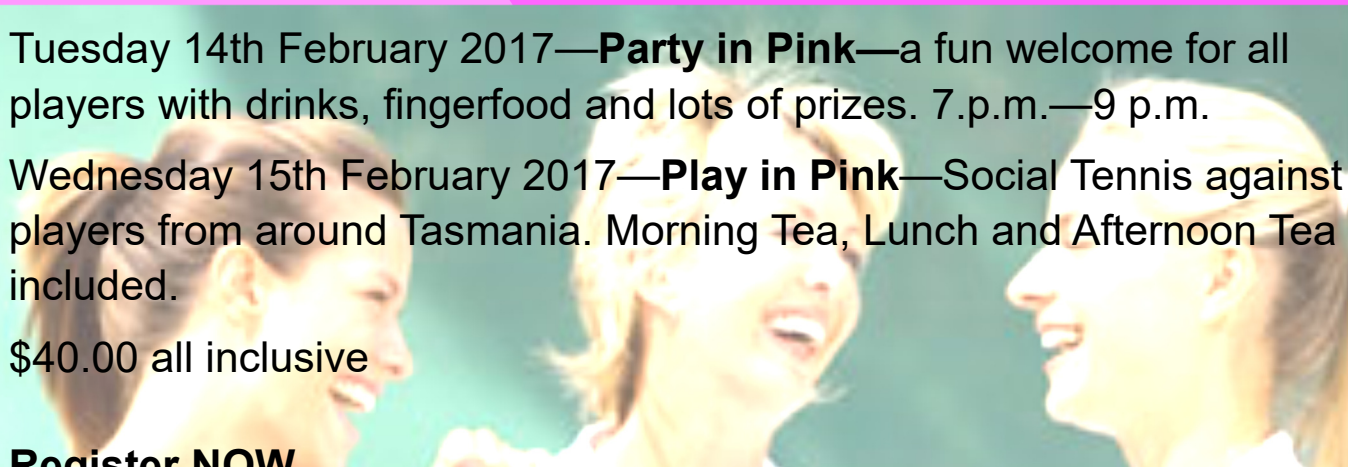 Tuesday 14th February 2017—Party in Pink—a fun welcome for all
players with drinks, fingerfood and lots of prizes. 7.p.m.—9 p.m.
Wednesday 15th February 2017—Play in Pink—Social Tennis against
players from around Tasmania. Morning Tea, Lunch and Afternoon Tea
included.
$40.00 all inclusive
Register NOW